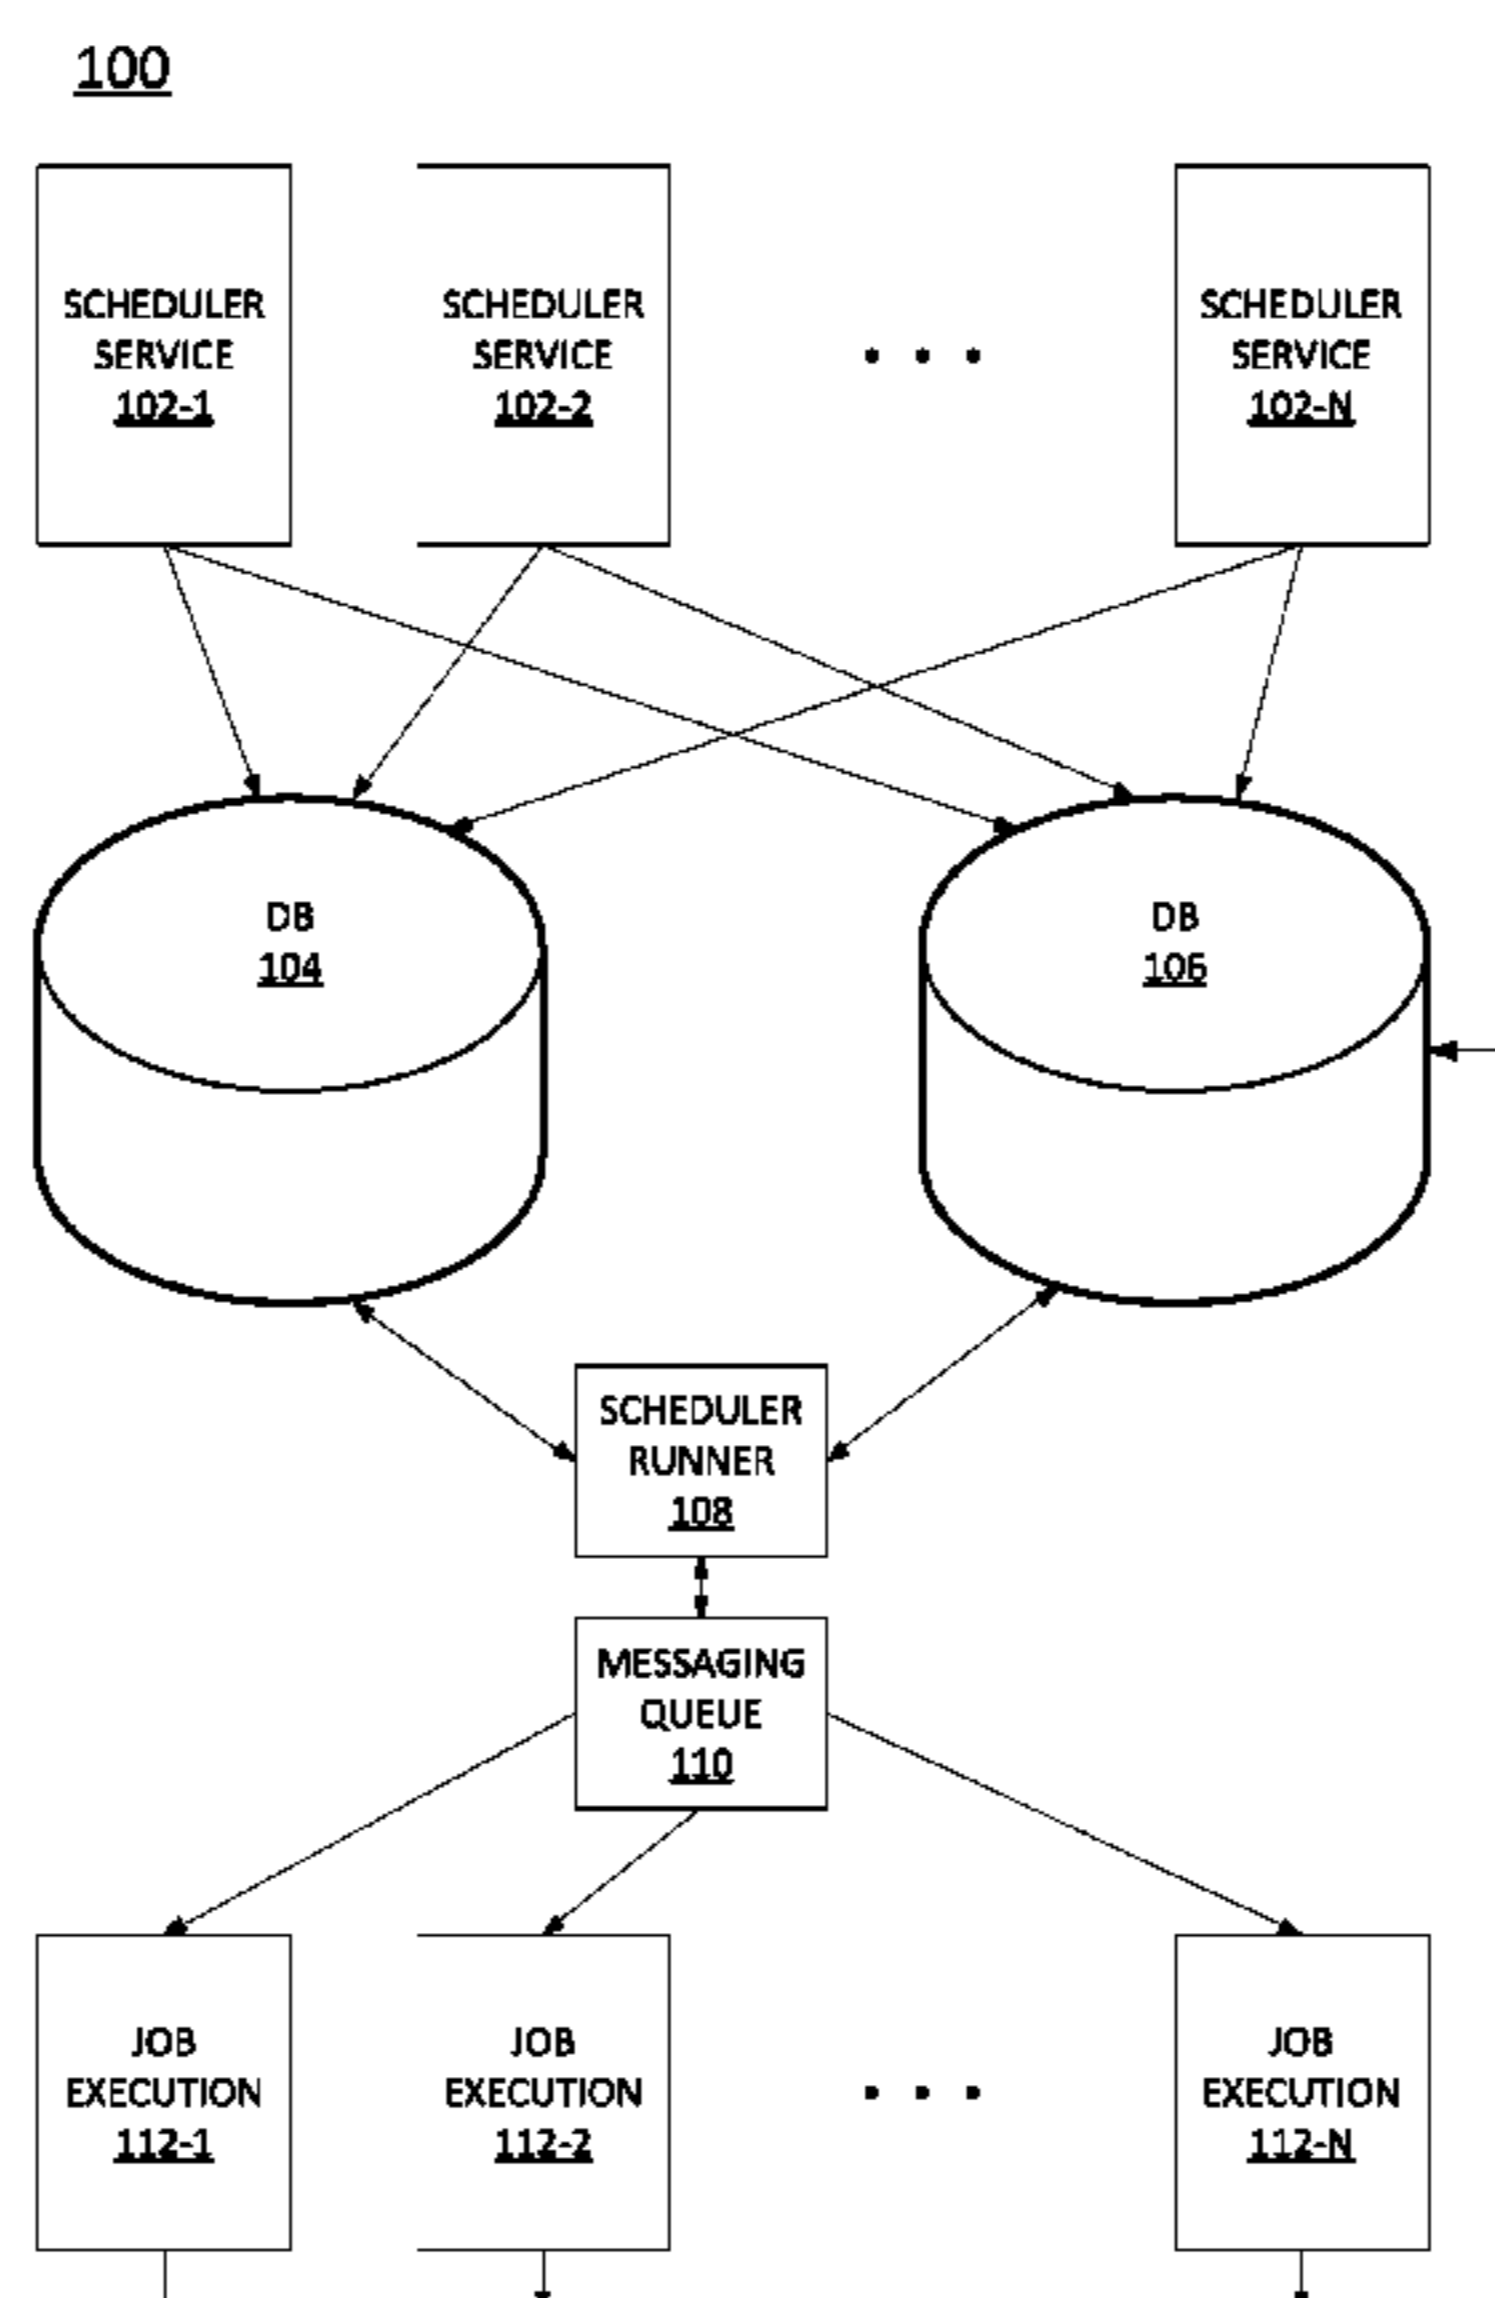 100
SCHEDULER
SERVICE
102-1
SCHEDULER
SERVICE
102-2
. . .
SCHEDULER
SERVICE
102-N
DB
104
DB
106
SCHEDULER
RUNNER
108
MESSAGING
QUEUE
110
JOB
EXECUTION
112-1
JOB
EXECUTION
112-2
. . .
JOB
EXECUTION
112-N